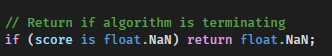 // Return if algorithm is terminating
if (score is float.NaN) return float.NaN;